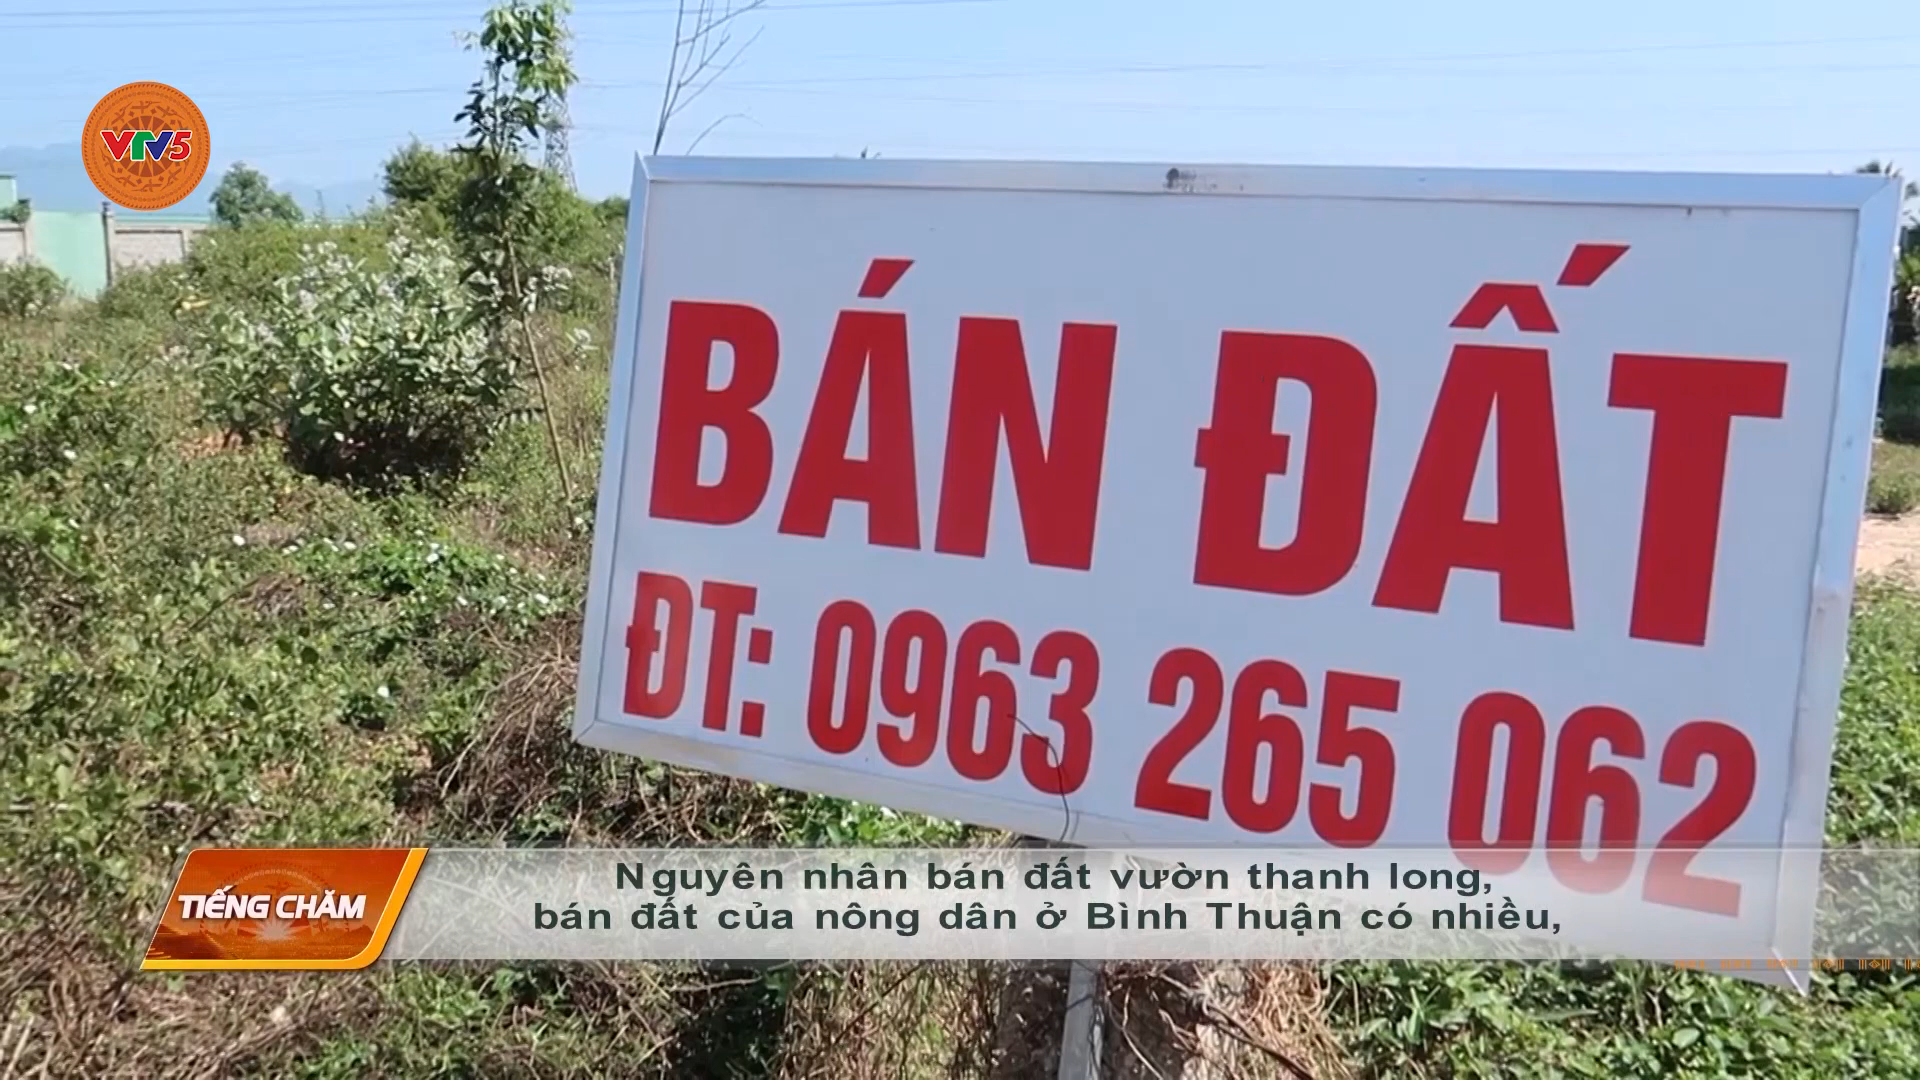 VTV5
BÁN ĐẤT
ĐT: 0963 265 062
TIẾNG CHĂM
Nguyên nhân bán đất vườn thanh long,
bán đất của nông dân ở Bình Thuận có nhiều,